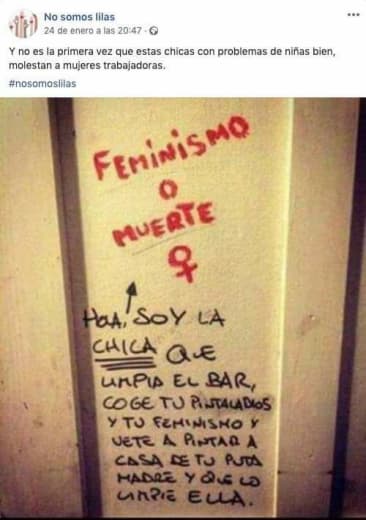 No somos lilas
24 de enero a las 20:47
Y no es la primera vez que estas chicas con problemas de niñas bien,
molestan a mujeres trabajadoras.
#nosomoslilas
FEMINISMO
O
MUERTE
HOLA, SOY LA
CHICA QUE
LIMPIA EL BAR,
COGE TU PINTALABIOS
Y TU FEMINISMO Y
VETE A PINTAR A
CASA DE TU PUTA
MADRE Y QUE LO
LIMPIE ELLA.